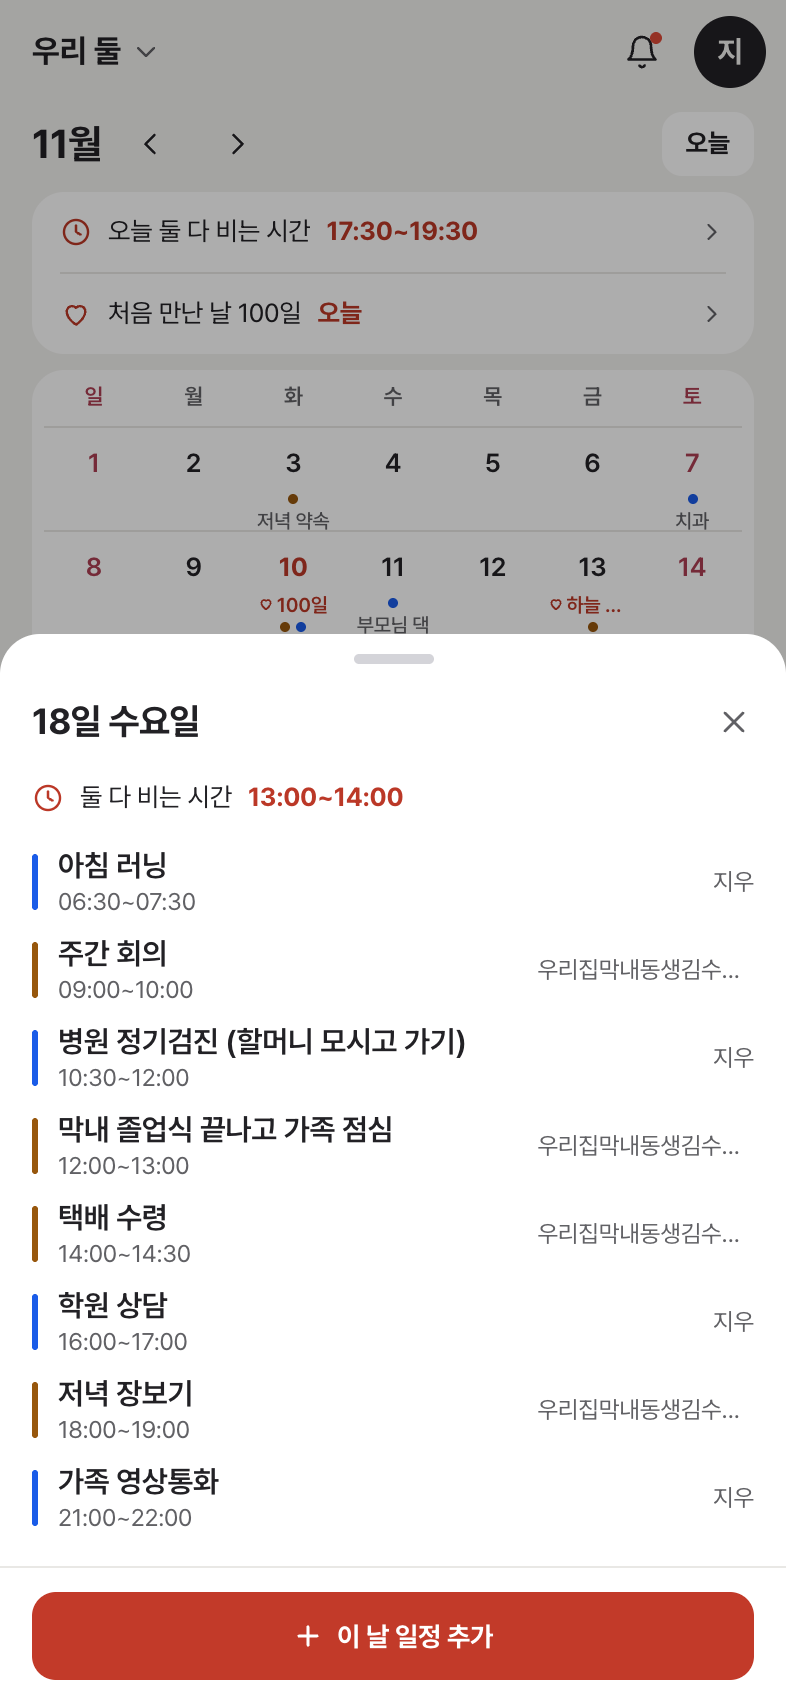 우리 둘
지
11월
오늘
오늘 둘 다 비는 시간 17:30~19:30
처음 만난 날 100일 오늘
일 월 화 수 목 금 토
1 2 3 4 5 6 7
저녁 약속 치과
8 9 10 11 12 13 14
100일 하늘 ...
부모님 댁
18일 수요일
둘 다 비는 시간 13:00~14:00
아침 러닝
06:30~07:30
지우
주간 회의
09:00~10:00
우리집막내동생김수...
병원 정기검진 (할머니 모시고 가기)
10:30~12:00
지우
막내 졸업식 끝나고 가족 점심
12:00~13:00
우리집막내동생김수...
택배 수령
14:00~14:30
우리집막내동생김수...
학원 상담
16:00~17:00
지우
저녁 장보기
18:00~19:00
우리집막내동생김수...
가족 영상통화
21:00~22:00
지우
이 날 일정 추가